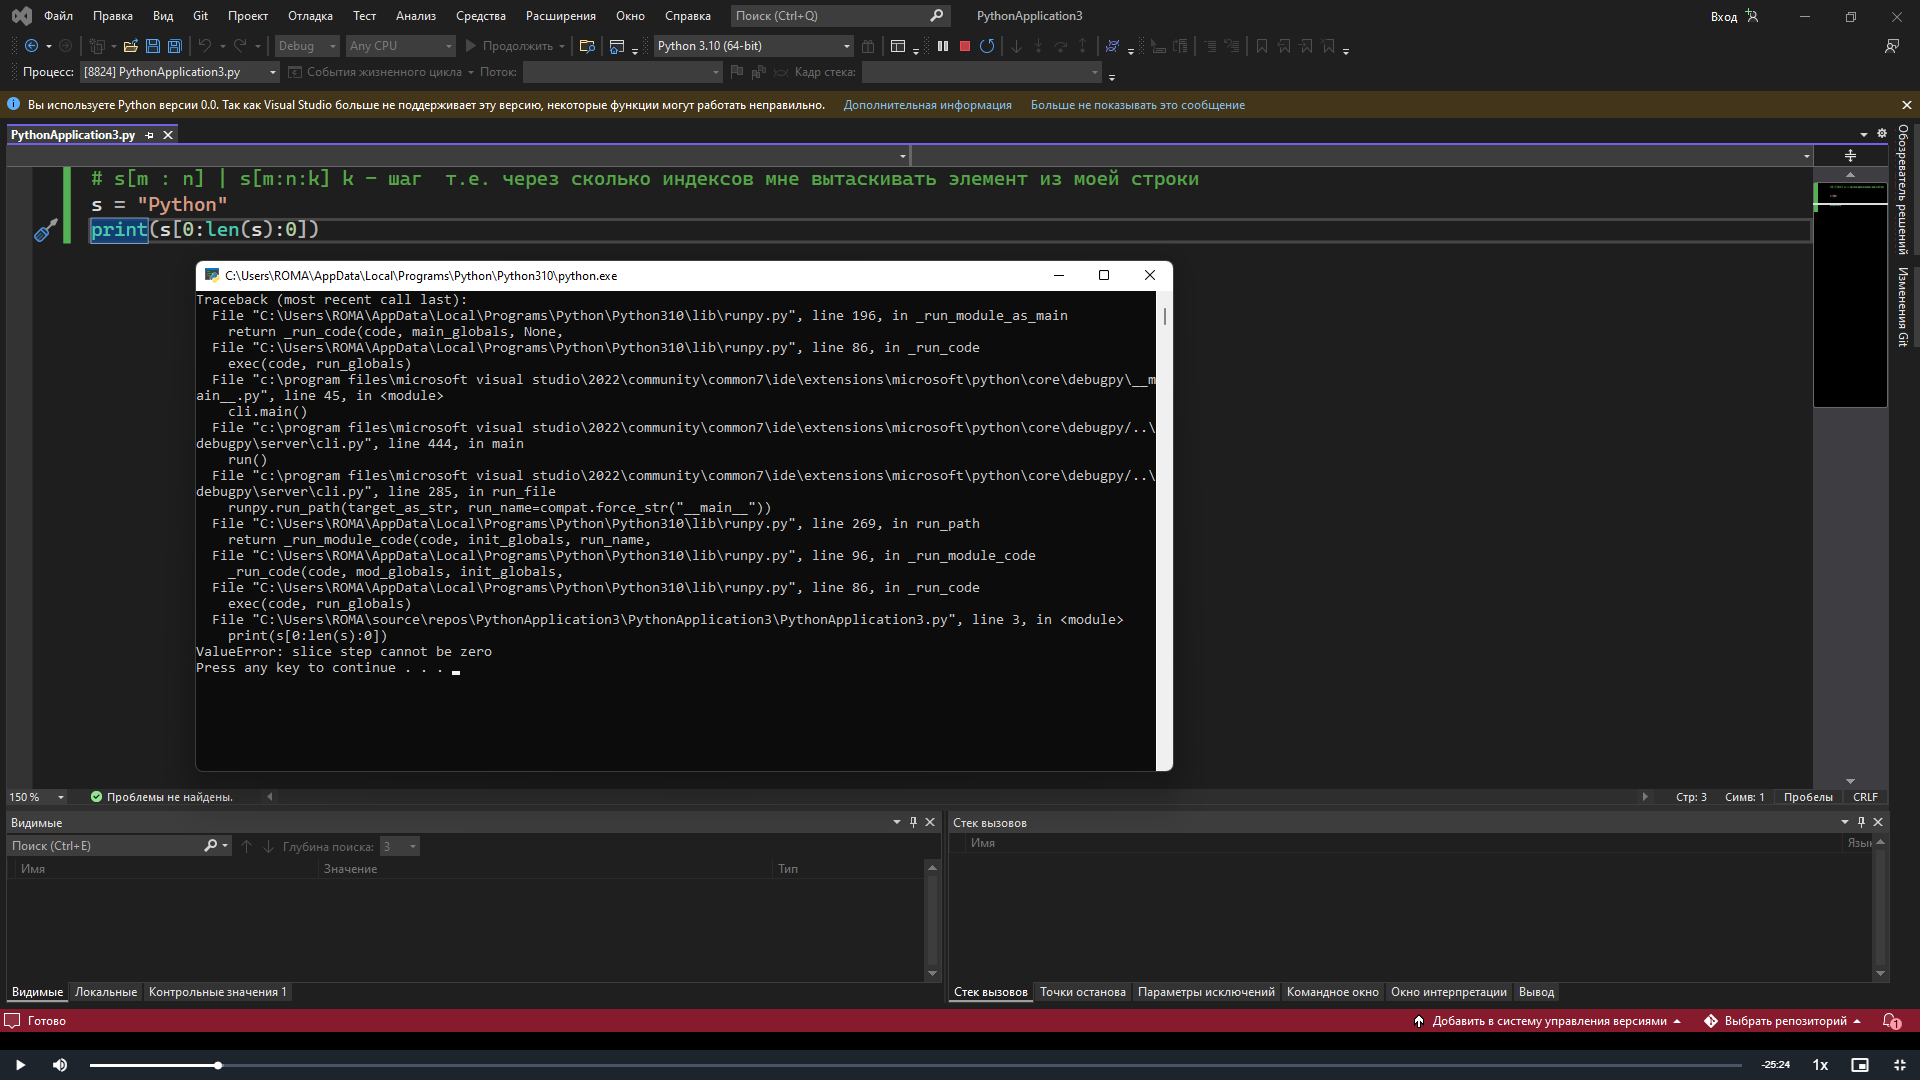 Файл Правка Вид Git Проект Отладка Тест Анализ Средства Расширения Окно Справка Поиск (Ctrl+Q) PythonApplication3 Вход
Debug Any CPU Продолжить Python 3.10 (64-bit)
Процесс: [8824] PythonApplication3.py События жизненного цикла Поток: Кадр стека:
Вы используете Python версии 0.0. Так как Visual Studio больше не поддерживает эту версию, некоторые функции могут работать неправильно. Дополнительная информация Больше не показывать это сообщение
PythonApplication3.py
Обозреватель решений
Изменения Git
# s[m : n] | s[m:n:k] k - шаг  т.е. через сколько индексов мне вытаскивать элемент из моей строки
s = "Python"
print(s[0:len(s):0])
C:\Users\ROMA\AppData\Local\Programs\Python\Python310\python.exe
Traceback (most recent call last):
  File "C:\Users\ROMA\AppData\Local\Programs\Python\Python310\lib\runpy.py", line 196, in _run_module_as_main
    return _run_code(code, main_globals, None,
  File "C:\Users\ROMA\AppData\Local\Programs\Python\Python310\lib\runpy.py", line 86, in _run_code
    exec(code, run_globals)
  File "c:\program files\microsoft visual studio\2022\community\common7\ide\extensions\microsoft\python\core\debugpy\__m
ain__.py", line 45, in <module>
    cli.main()
  File "c:\program files\microsoft visual studio\2022\community\common7\ide\extensions\microsoft\python\core\debugpy/..\
debugpy\server\cli.py", line 444, in main
    run()
  File "c:\program files\microsoft visual studio\2022\community\common7\ide\extensions\microsoft\python\core\debugpy/..\
debugpy\server\cli.py", line 285, in run_file
    runpy.run_path(target_as_str, run_name=compat.force_str("__main__"))
  File "C:\Users\ROMA\AppData\Local\Programs\Python\Python310\lib\runpy.py", line 269, in run_path
    return _run_module_code(code, init_globals, run_name,
  File "C:\Users\ROMA\AppData\Local\Programs\Python\Python310\lib\runpy.py", line 96, in _run_module_code
    _run_code(code, mod_globals, init_globals,
  File "C:\Users\ROMA\AppData\Local\Programs\Python\Python310\lib\runpy.py", line 86, in _run_code
    exec(code, run_globals)
  File "C:\Users\ROMA\source\repos\PythonApplication3\PythonApplication3\PythonApplication3.py", line 3, in <module>
    print(s[0:len(s):0])
ValueError: slice step cannot be zero
Press any key to continue . . .
150 % Проблемы не найдены. Стр: 3 Симв: 1 Пробелы CRLF
Видимые
Поиск (Ctrl+E) Глубина поиска: 3
Имя Значение Тип
Видимые Локальные Контрольные значения 1
Стек вызовов
Имя Язык
Стек вызовов Точки останова Параметры исключений Командное окно Окно интерпретации Вывод
Готово Добавить в систему управления версиями Выбрать репозиторий 1
-25:24 1x